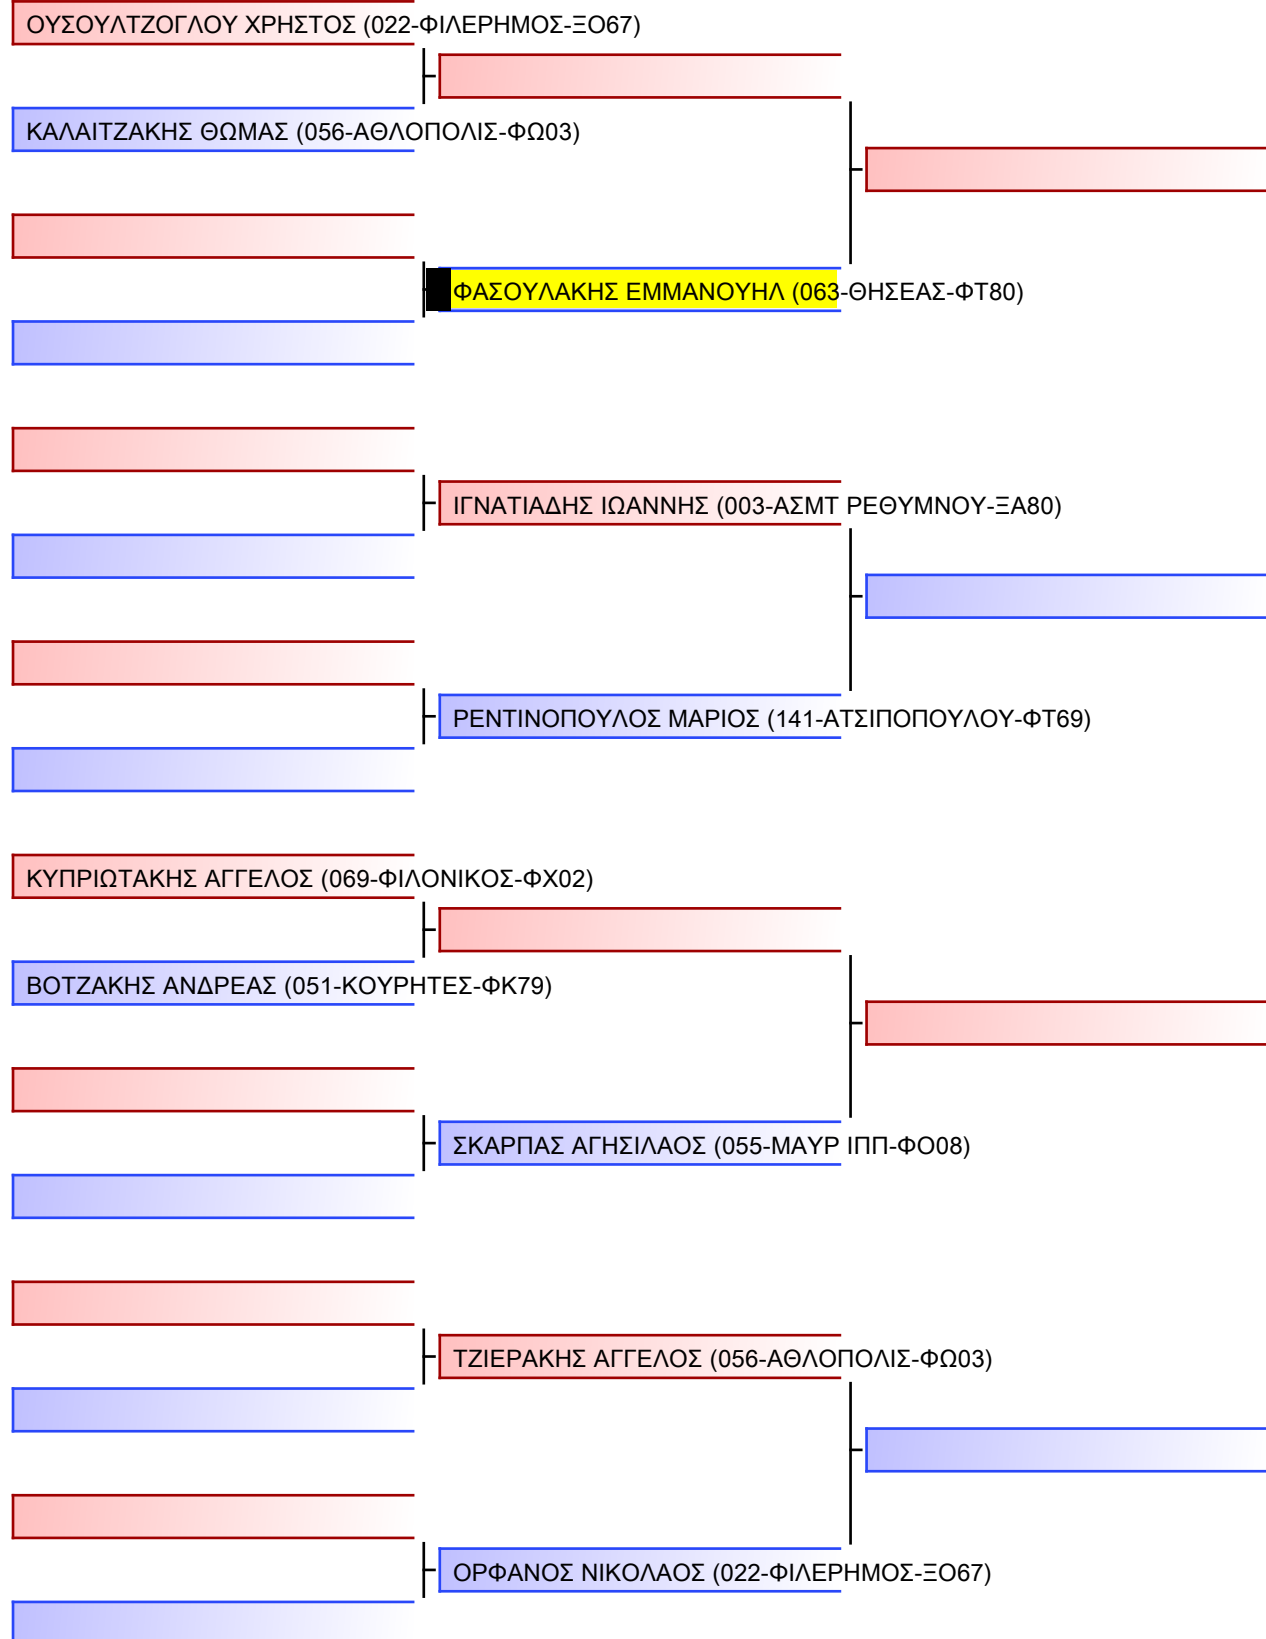 ΟΥΣΟΥΛΤΖΟΓΛΟΥ ΧΡΗΣΤΟΣ (022-ΦΙΛΕΡΗΜΟΣ-ΞΟ67)
ΚΑΛΑΙΤΖΑΚΗΣ ΘΩΜΑΣ (056-ΑΘΛΟΠΟΛΙΣ-ΦΩ03)
ΦΑΣΟΥΛΑΚΗΣ ΕΜΜΑΝΟΥΗΛ (063-ΘΗΣΕΑΣ-ΦΤ80)
ΙΓΝΑΤΙΑΔΗΣ ΙΩΑΝΝΗΣ (003-ΑΣΜΤ ΡΕΘΥΜΝΟΥ-ΞΑ80)
ΡΕΝΤΙΝΟΠΟΥΛΟΣ ΜΑΡΙΟΣ (141-ΑΤΣΙΠΟΠΟΥΛΟΥ-ΦΤ69)
ΚΥΠΡΙΩΤΑΚΗΣ ΑΓΓΕΛΟΣ (069-ΦΙΛΟΝΙΚΟΣ-ΦΧ02)
ΒΟΤΖΑΚΗΣ ΑΝΔΡΕΑΣ (051-ΚΟΥΡΗΤΕΣ-ΦΚ79)
ΣΚΑΡΠΑΣ ΑΓΗΣΙΛΑΟΣ (055-ΜΑΥΡ ΙΠΠ-ΦΟ08)
ΤΖΙΕΡΑΚΗΣ ΑΓΓΕΛΟΣ (056-ΑΘΛΟΠΟΛΙΣ-ΦΩ03)
ΟΡΦΑΝΟΣ ΝΙΚΟΛΑΟΣ (022-ΦΙΛΕΡΗΜΟΣ-ΞΟ67)